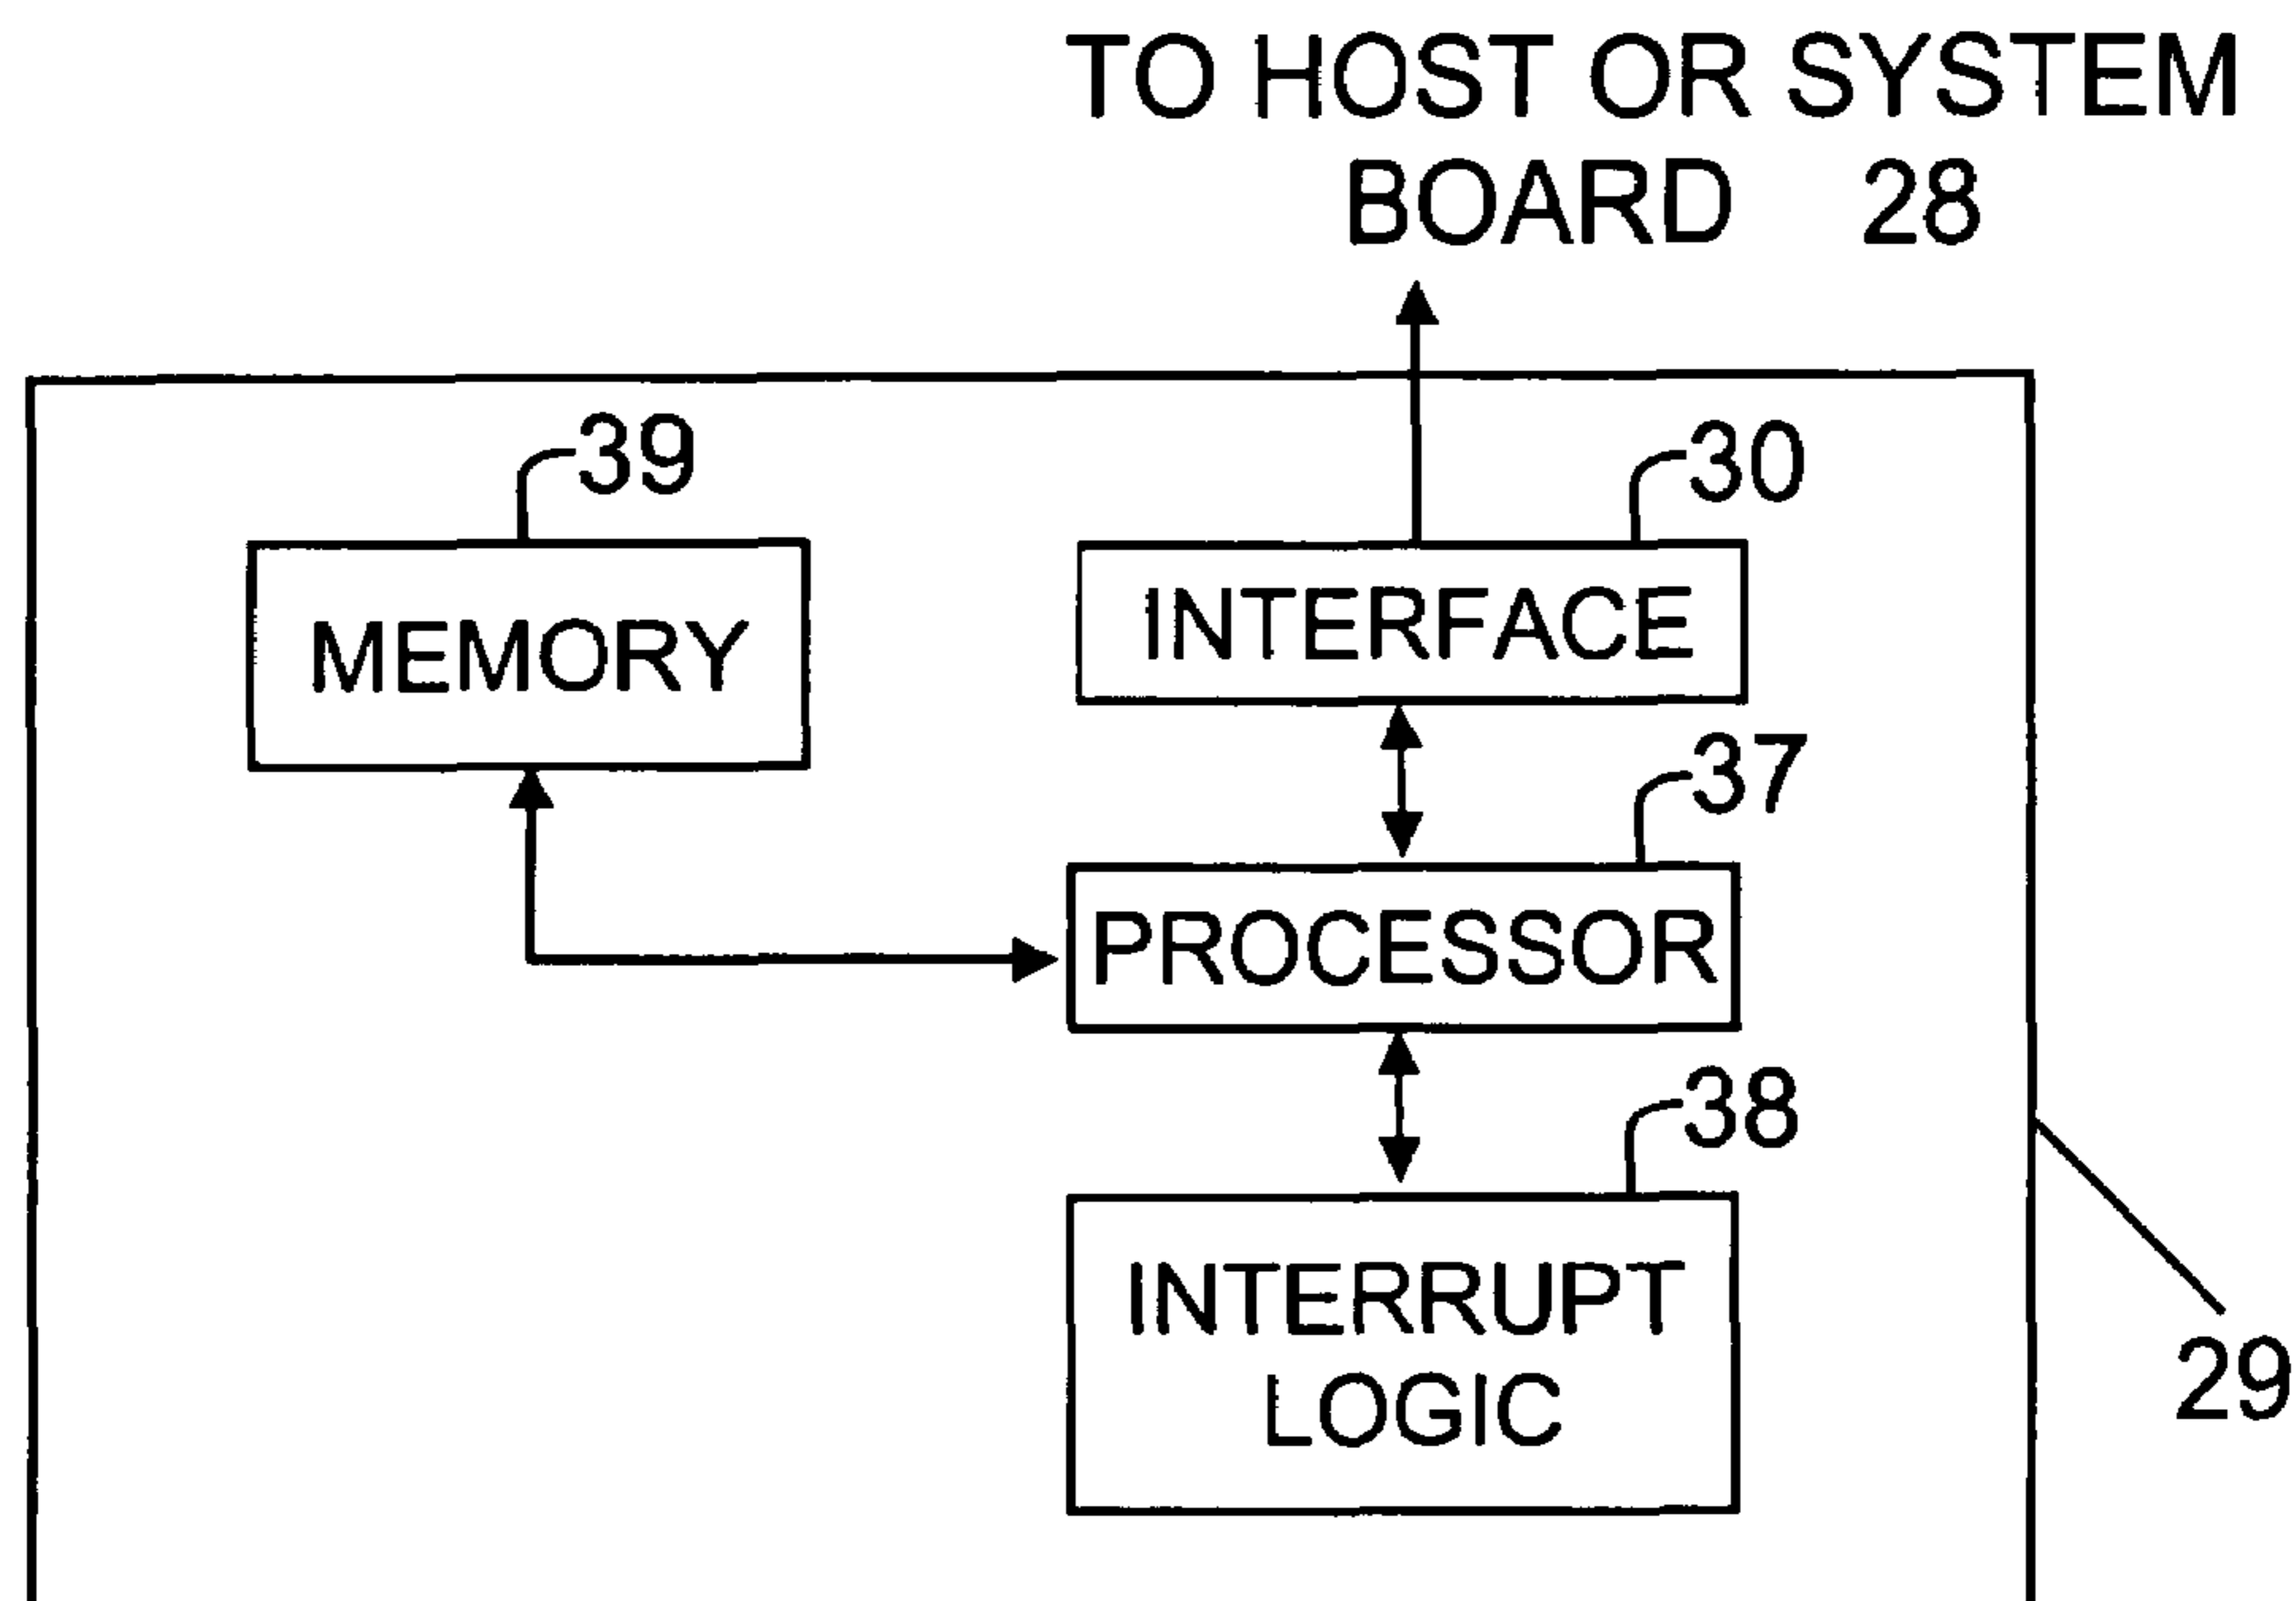 TO HOST OR SYSTEM
BOARD 28
39
30
MEMORY
INTERFACE
37
PROCESSOR
38
INTERRUPT
LOGIC
29